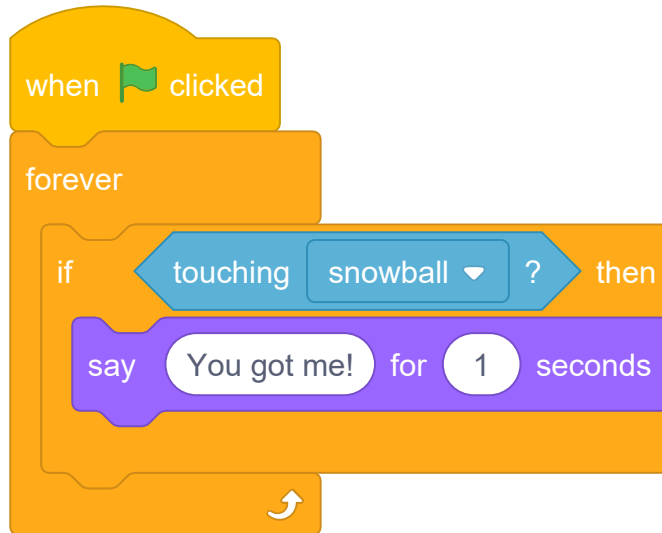 when clicked
forever
if touching snowball ? then
say You got me! for 1 seconds